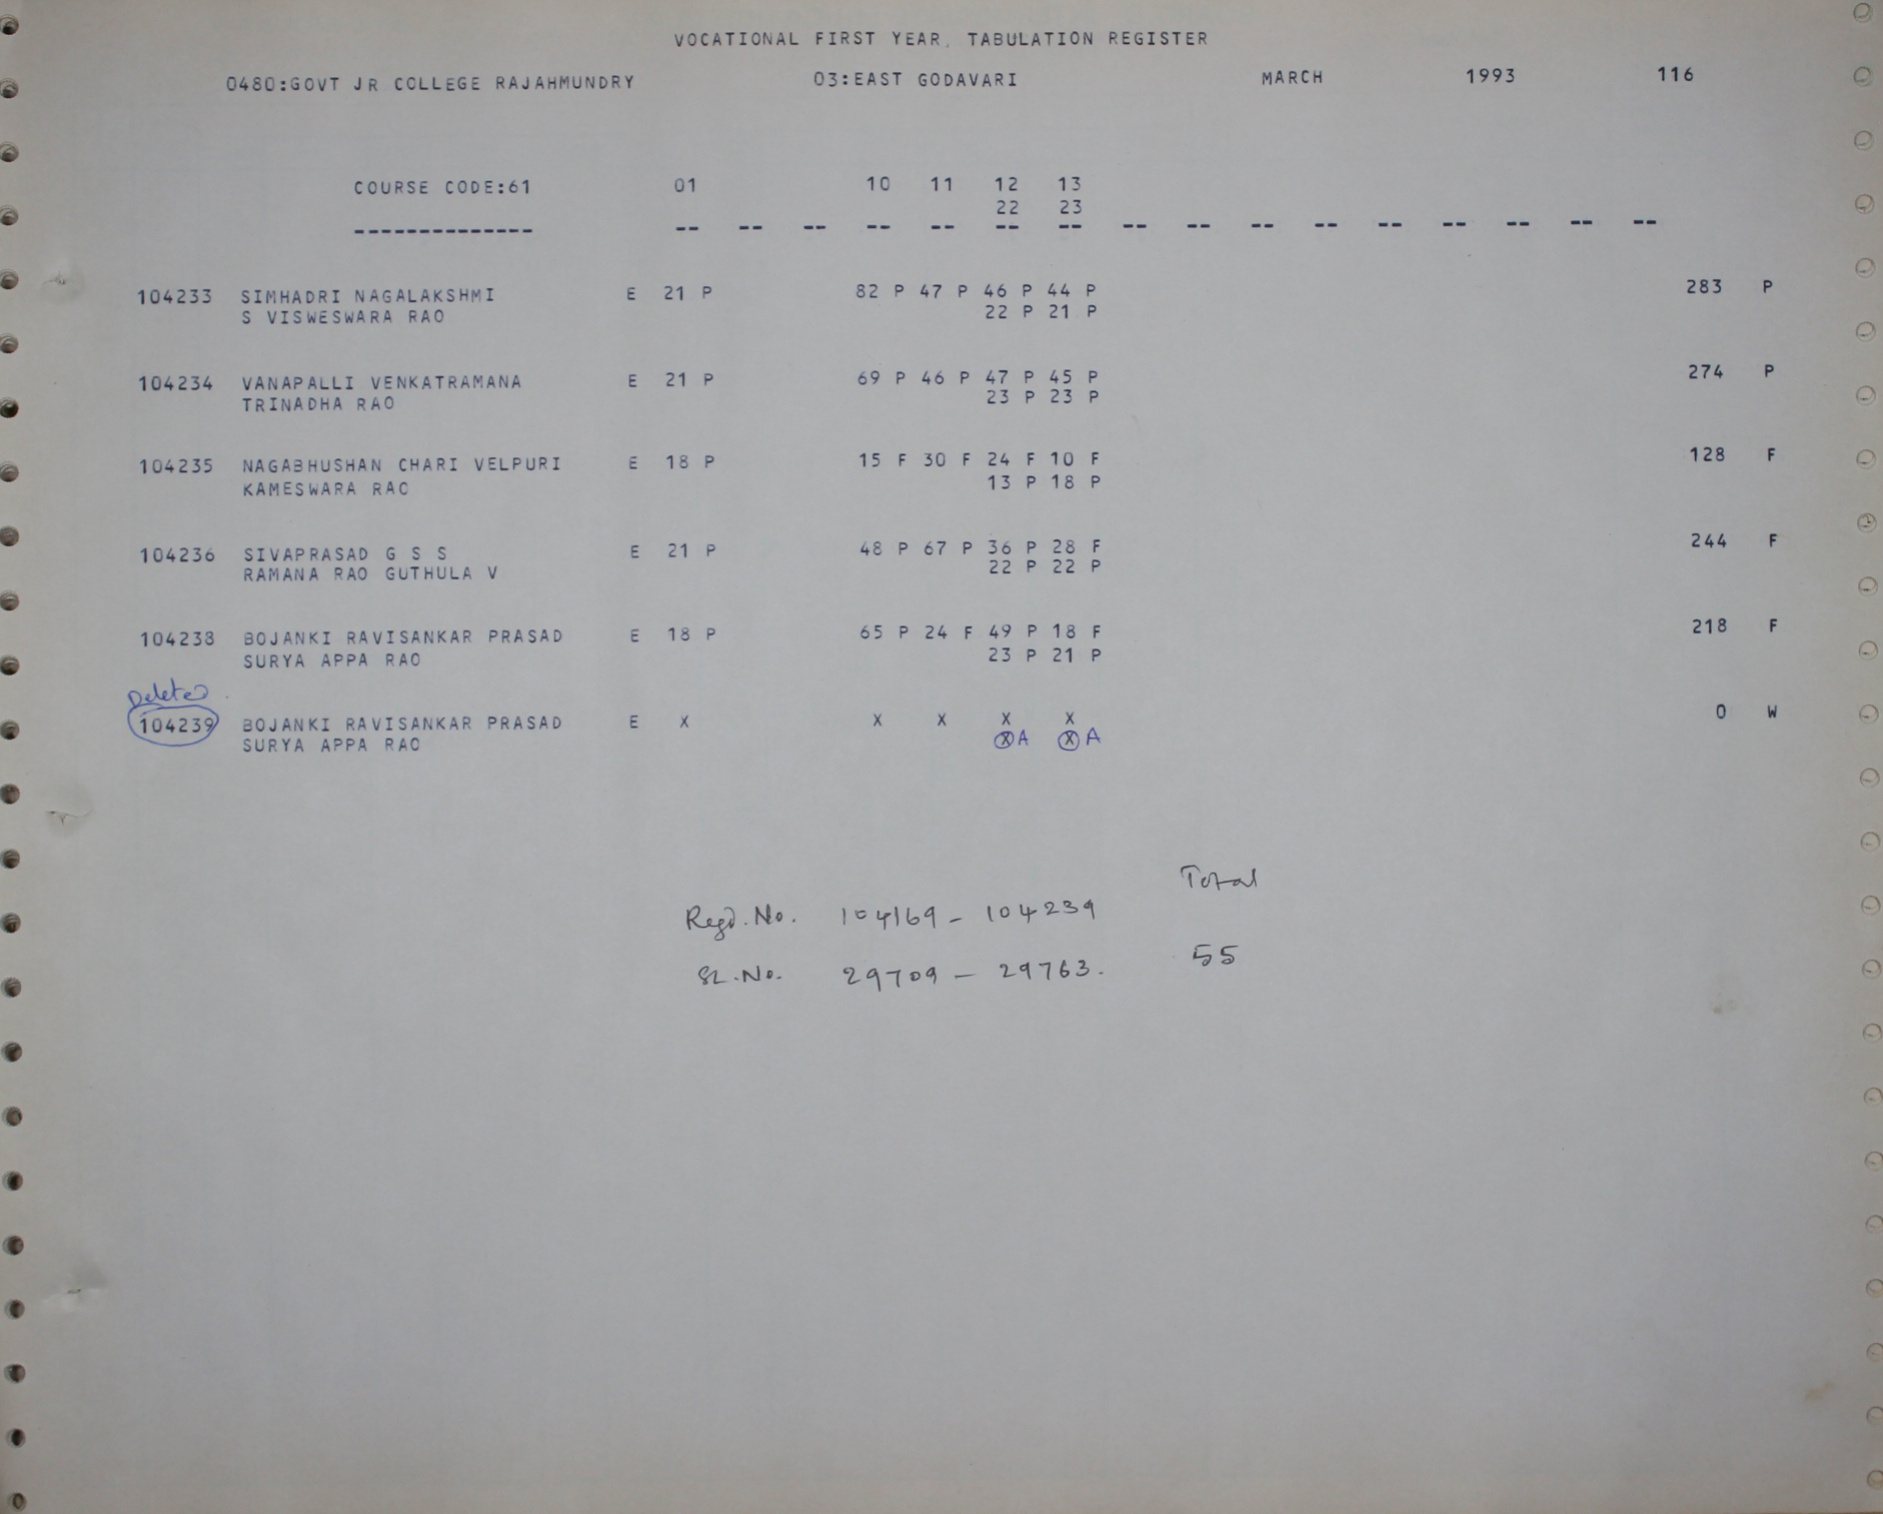 VOCATIONAL FIRST YEAR, TABULATION REGISTER
0480:GOVT JR COLLEGE RAJAHMUNDRY 03:EAST GODAVARI MARCH 1993 116
COURSE CODE:61 01 10 11 12 13
22 23
-------------- -- -- -- -- -- -- -- -- -- -- -- -- -- -- -- --
104233 SIMHADRI NAGALAKSHMI E 21 P 82 P 47 P 46 P 44 P 283 P
S VISWESWARA RAO 22 P 21 P
104234 VANAPALLI VENKATRAMANA E 21 P 69 P 46 P 47 P 45 P 274 P
TRINADHA RAO 23 P 23 P
104235 NAGABHUSHAN CHARI VELPURI E 18 P 15 F 30 F 24 F 10 F 128 F
KAMESWARA RAO 13 P 18 P
104236 SIVAPRASAD G S S E 21 P 48 P 67 P 36 P 28 F 244 F
RAMANA RAO GUTHULA V 22 P 22 P
104238 BOJANKI RAVISANKAR PRASAD E 18 P 65 P 24 F 49 P 18 F 218 F
SURYA APPA RAO 23 P 21 P
Deleted
104239 BOJANKI RAVISANKAR PRASAD E X X X X X 0 W
SURYA APPA RAO X A X A
Total
Regd. No. 104169 - 104239
SL. No. 29709 - 29763. 55